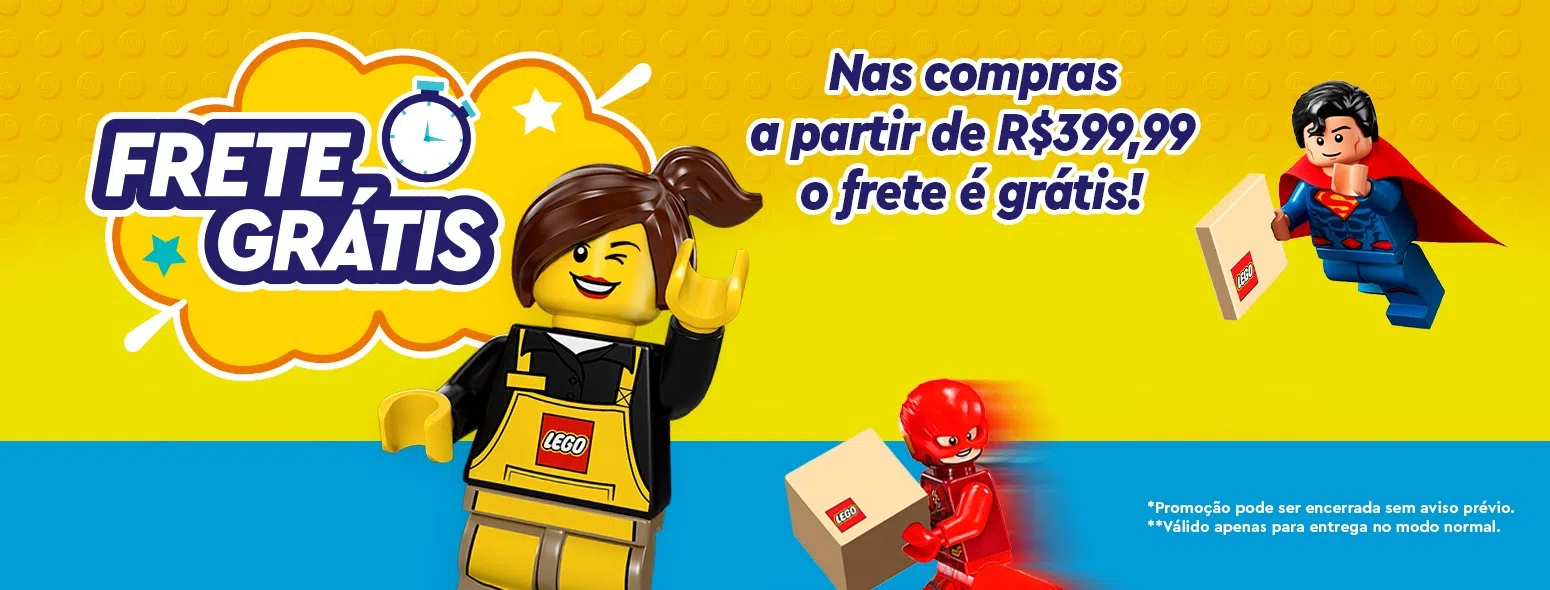 FRETE
GRÁTIS
Nas compras
a partir de R$399,99
o frete é grátis!
LEGO
LEGO
LEGO
*Promoção pode ser encerrada sem aviso prévio.
**Válido apenas para entrega no modo normal.